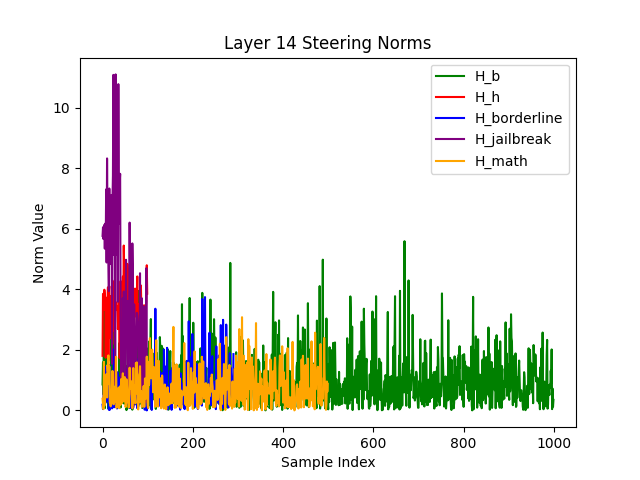 Layer 14 Steering Norms
H_b
H_h
H_borderline
H_jailbreak
H_math
Norm Value
10
8
6
4
2
0
0 200 400 600 800 1000
Sample Index